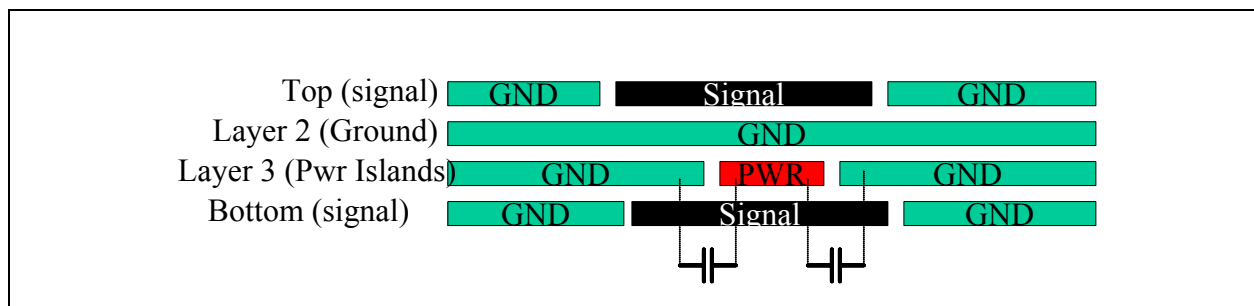 Top (signal) GND Signal GND
Layer 2 (Ground) GND
Layer 3 (Pwr Islands) GND PWR GND
Bottom (signal) GND Signal GND